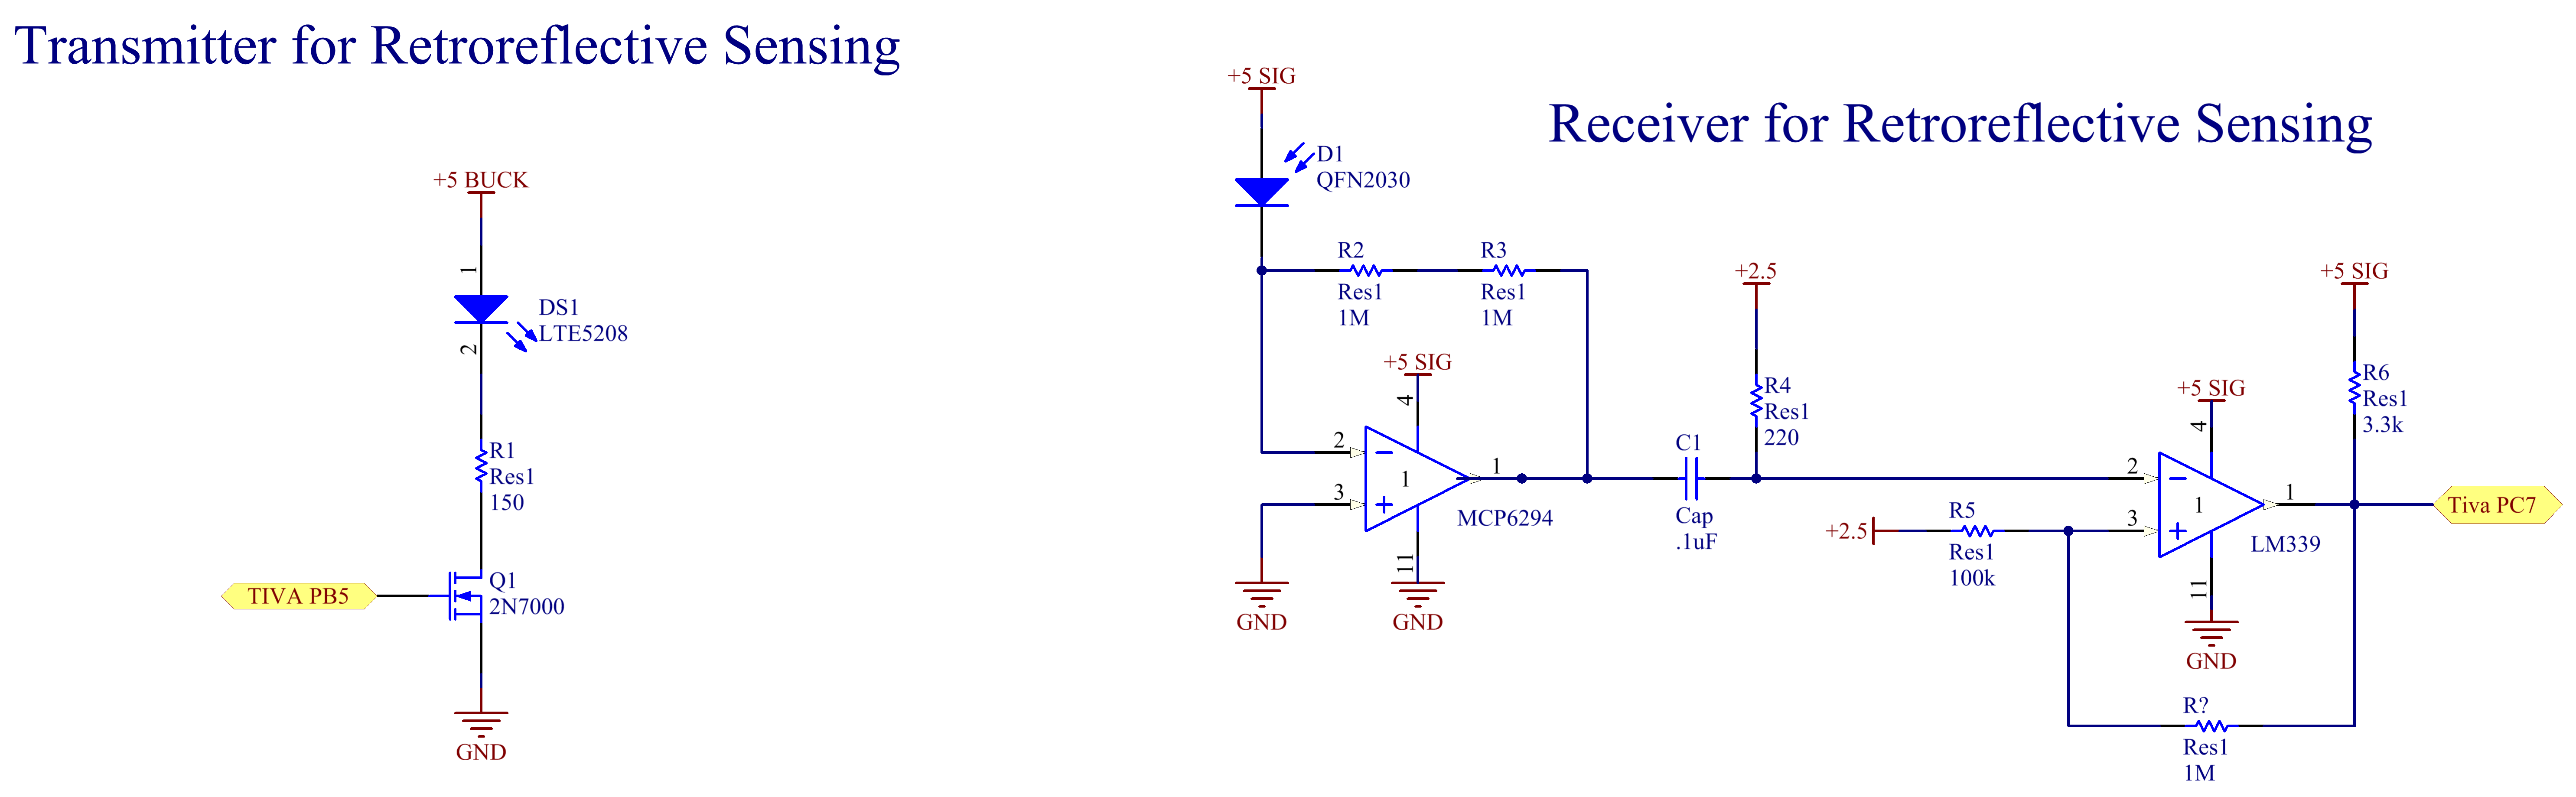 Transmitter for Retroreflective Sensing
+5 BUCK
1
DS1
LTE5208
2
R1
Res1
150
TIVA PB5
Q1
2N7000
GND
Receiver for Retroreflective Sensing
+5 SIG
D1
QFN2030
R2
Res1
1M
R3
Res1
1M
+5 SIG
4
2
3
1
1
11
MCP6294
GND
GND
C1
Cap
.1uF
+2.5
R4
Res1
220
+2.5
R5
Res1
100k
+5 SIG
4
2
3
1
1
11
LM339
GND
+5 SIG
R6
Res1
3.3k
Tiva PC7
R?
Res1
1M